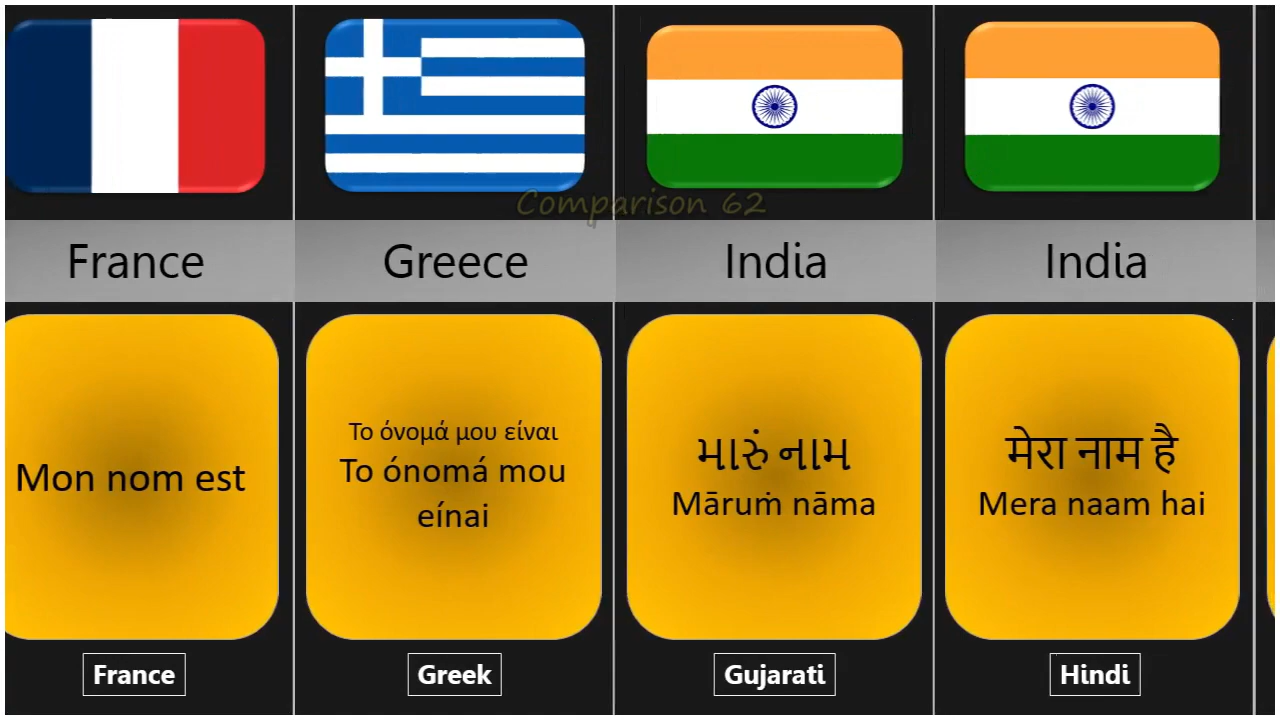 Comparison 62
France
Greece
India
India
Mon nom est
Το όνομά μου είναι
To ónomá mou
eínai
મારું નામ
Māruṁ nāma
मेरा नाम है
Mera naam hai
France
Greek
Gujarati
Hindi